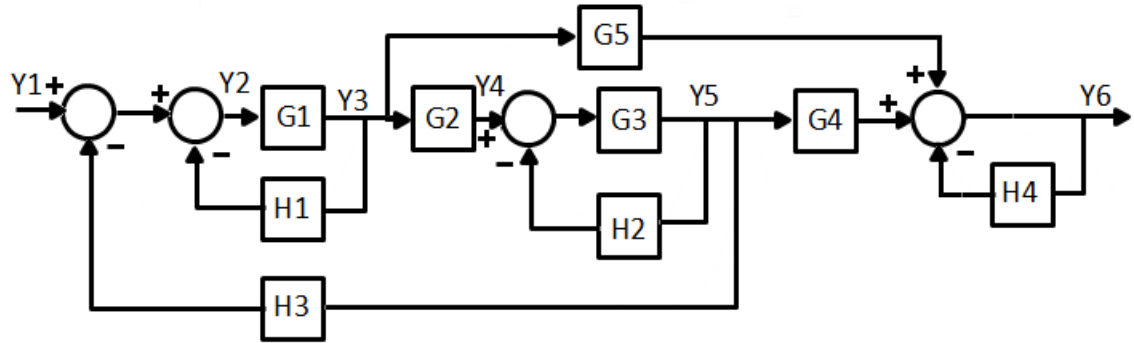 G5
Y1 + + Y2 G1 Y3 G2 Y4 + G3 Y5 G4 + + Y6
- - - -
H1 H2 H4
H3